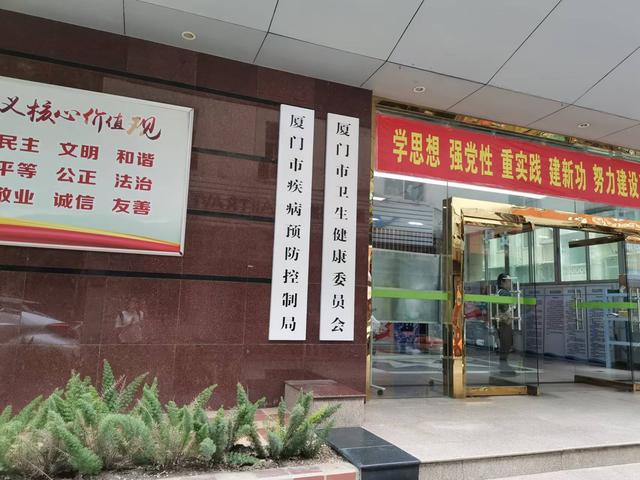 义核心价值观
民主 文明 和谐
平等 公正 法治
敬业 诚信 友善
厦门市疾病预防控制局
厦门市卫生健康委员会
学思想 强党性 重实践 建新功 努力建设